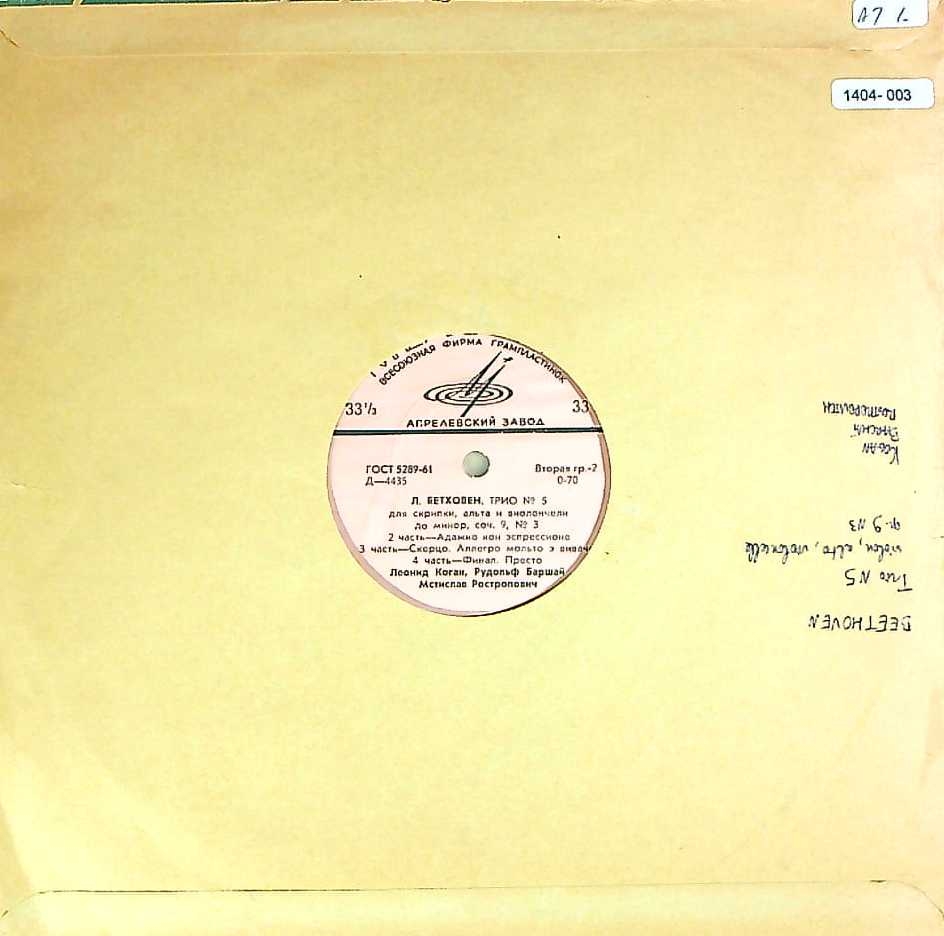 1404-003
ВСЕСОЮЗНАЯ ФИРМА ГРАМПЛАСТИНОК
33⅓
33
АПРЕЛЕВСКИЙ ЗАВОД
ГОСТ 5289-61
Вторая гр.-2
Д—4435
0-70
Л. БЕТХОВЕН, ТРИО № 5
для скрипки, альта и виолончели
до минор, соч. 9, № 3
2 часть—Адажио кон эспрессионе
3 часть—Скерцо. Аллегро мольто э виваче
4 часть—Финал. Престо
Леонид Коган, Рудольф Баршай
Мстислав Ростропович
BEETHOVEN
Trio N5
violon, alto, violoncelle
op. 9 N3
KOGAN